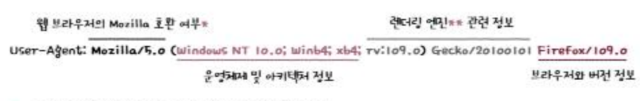 웹 브라우저의 Mozilla 호환 여부* 렌더링 엔진** 관련 정보
User-Agent: Mozilla/5.0 (Windows NT 10.0; Win64; x64; rv:109.0) Gecko/20100101 Firefox/109.0
운영체제 및 아키텍처 정보 브라우저와 버전 정보